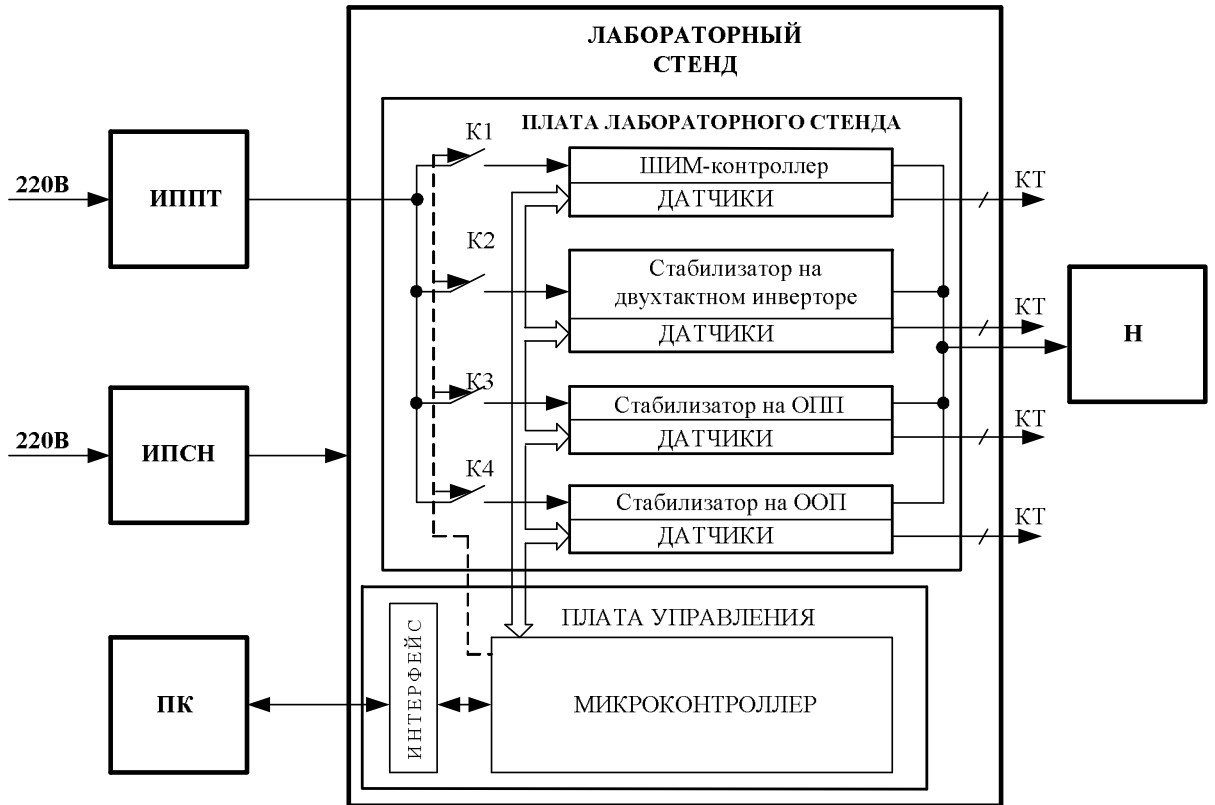 ЛАБОРАТОРНЫЙ
СТЕНД
ПЛАТА ЛАБОРАТОРНОГО СТЕНДА
220В
ИППТ
К1
ШИМ-контроллер
ДАТЧИКИ
КТ
К2
Стабилизатор на
двухтактном инверторе
ДАТЧИКИ
КТ
Н
220В
ИПСН
К3
Стабилизатор на ОПП
ДАТЧИКИ
КТ
К4
Стабилизатор на ООП
ДАТЧИКИ
КТ
ПЛАТА УПРАВЛЕНИЯ
ПК
ИНТЕРФЕЙС
МИКРОКОНТРОЛЛЕР